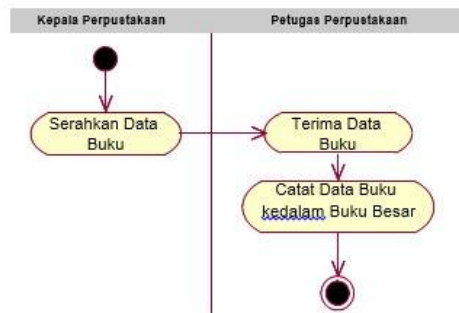 Kepala Perpustakaan
Petugas Perpustakaan
Serahkan Data
Buku
Terima Data
Buku
Catat Data Buku
kedalam Buku Besar